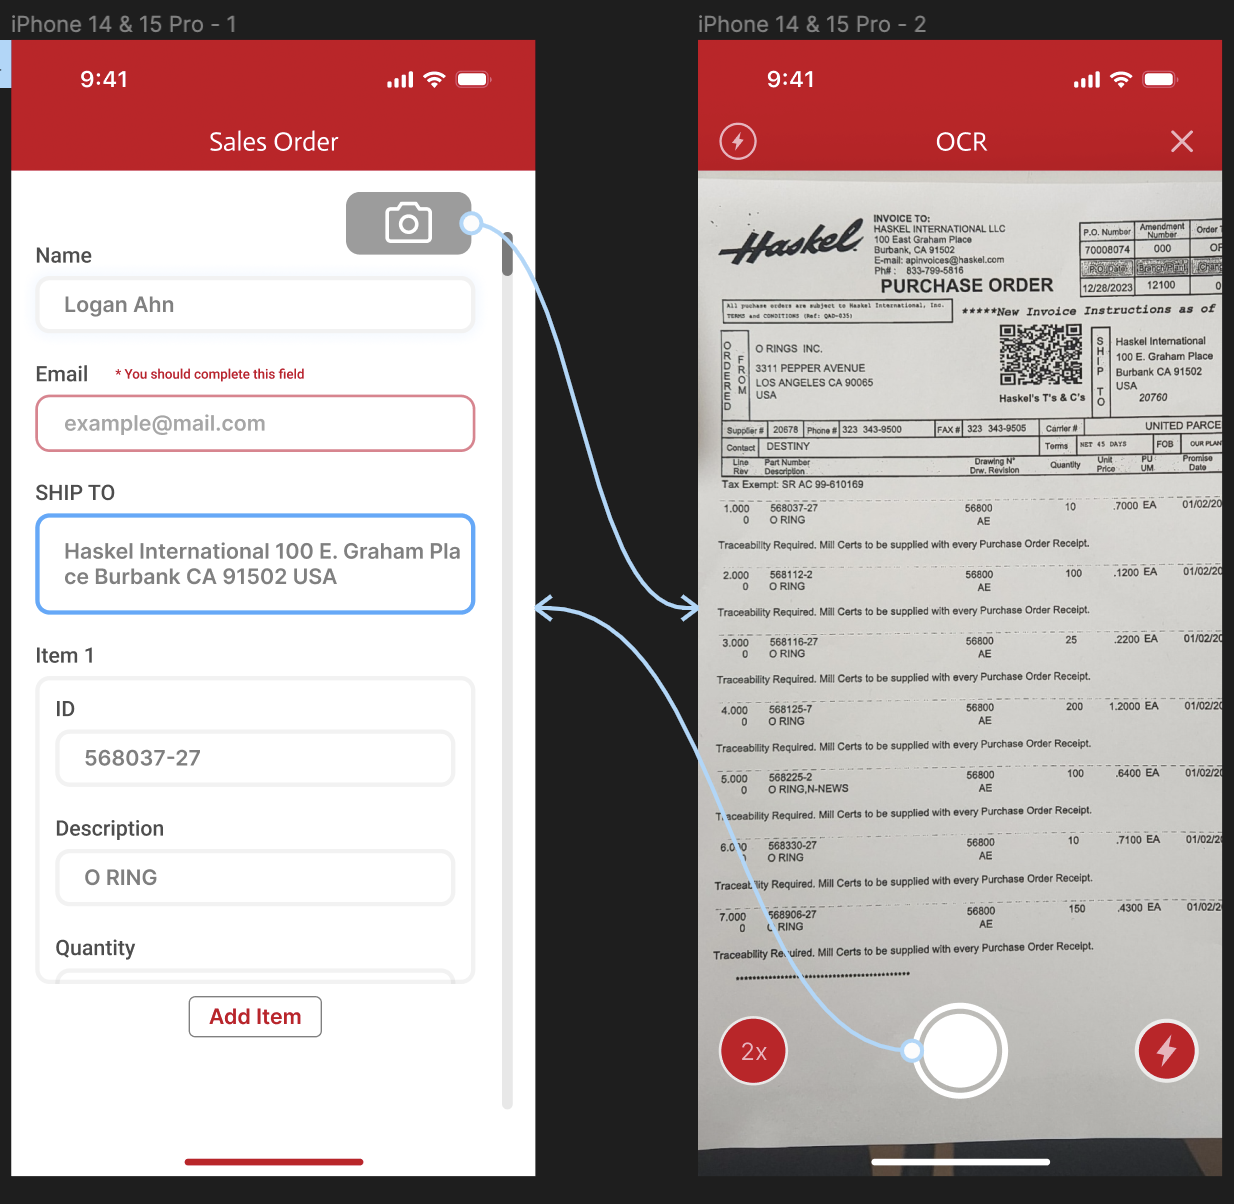 iPhone 14 & 15 Pro - 1
9:41
Sales Order
Name
Logan Ahn
Email * You should complete this field
example@mail.com
SHIP TO
Haskel International 100 E. Graham Pla
ce Burbank CA 91502 USA
Item 1
ID
568037-27
Description
O RING
Quantity
Add Item
iPhone 14 & 15 Pro - 2
9:41
OCR
Haskel
INVOICE TO:
HASKEL INTERNATIONAL LLC
100 East Graham Place
Burbank, CA 91502
E-mail: apinvoices@haskel.com
Ph# : 833-799-5816
PURCHASE ORDER
P.O. Number Amendment Number Order
70008074 000
P.O. Date Branch/Plant
12/28/2023 12100
All puchase orders are subject to Haskel International, Inc.
TERMS and CONDITIONS (Ref: QAD-035)
*****New Invoice Instructions as of
ORDERED FROM
O RINGS INC.
3311 PEPPER AVENUE
LOS ANGELES CA 90065
USA
Haskel's T's & C's
SHIP TO
Haskel International
100 E. Graham Place
Burbank CA 91502
USA
20760
Supplier # 20678 Phone # 323 343-9500 FAX # 323 343-9505 Carrier # UNITED PARCE
Contact DESTINY Terms NET 45 DAYS FOB OUR PLAN
Line Part Number Drawing N° Quantity Unit PU Promise
Rev Description Drw. Revision Price UM Date
Tax Exempt: SR AC 99-610169
1.000 568037-27 56800 10 .7000 EA 01/02/20
0 O RING AE
Traceability Required. Mill Certs to be supplied with every Purchase Order Receipt.
2.000 568112-2 56800 100 .1200 EA 01/02/20
0 O RING AE
Traceability Required. Mill Certs to be supplied with every Purchase Order Receipt.
3.000 568116-27 56800 25 .2200 EA 01/02/20
0 O RING AE
Traceability Required. Mill Certs to be supplied with every Purchase Order Receipt.
4.000 568125-7 56800 200 1.2000 EA 01/02/20
0 O RING AE
Traceability Required. Mill Certs to be supplied with every Purchase Order Receipt.
5.000 568225-2 56800 100 .6400 EA 01/02/20
0 O RING,N-NEWS AE
Traceability Required. Mill Certs to be supplied with every Purchase Order Receipt.
6.000 568330-27 56800 10 .7100 EA 01/02/20
0 O RING AE
Traceability Required. Mill Certs to be supplied with every Purchase Order Receipt.
7.000 568906-27 56800 150 .4300 EA 01/02/2
0 O RING AE
Traceability Required. Mill Certs to be supplied with every Purchase Order Receipt.
2x